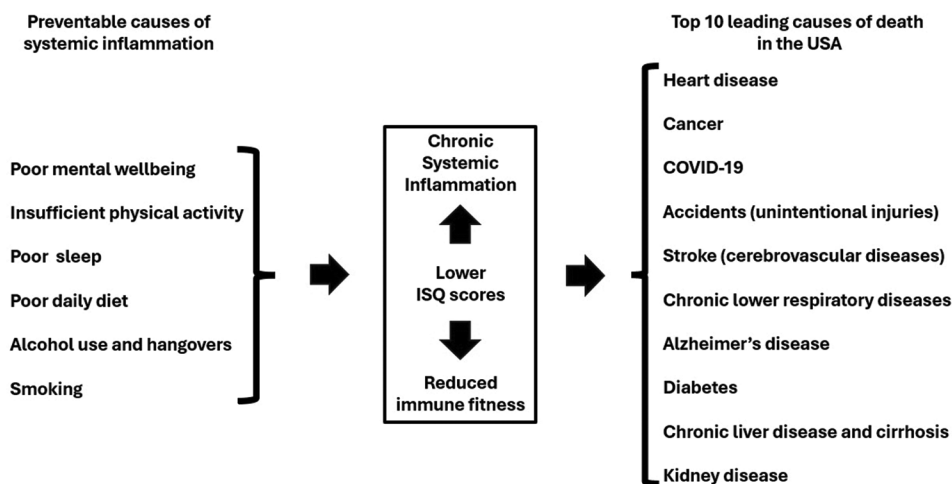 Preventable causes of
systemic inflammation
Poor mental wellbeing
Insufficient physical activity
Poor sleep
Poor daily diet
Alcohol use and hangovers
Smoking
Chronic
Systemic
Inflammation
Lower
ISQ scores
Reduced
immune fitness
Top 10 leading causes of death
in the USA
Heart disease
Cancer
COVID-19
Accidents (unintentional injuries)
Stroke (cerebrovascular diseases)
Chronic lower respiratory diseases
Alzheimer’s disease
Diabetes
Chronic liver disease and cirrhosis
Kidney disease